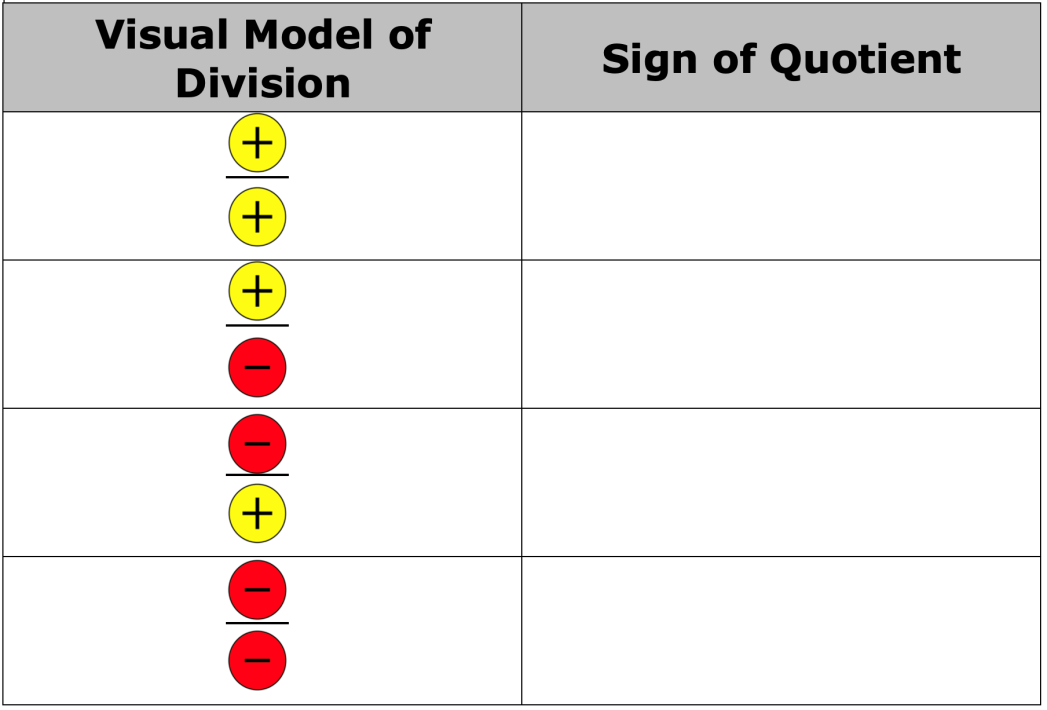 Visual Model of
Division
Sign of Quotient
+
+
+
−
−
+
−
−